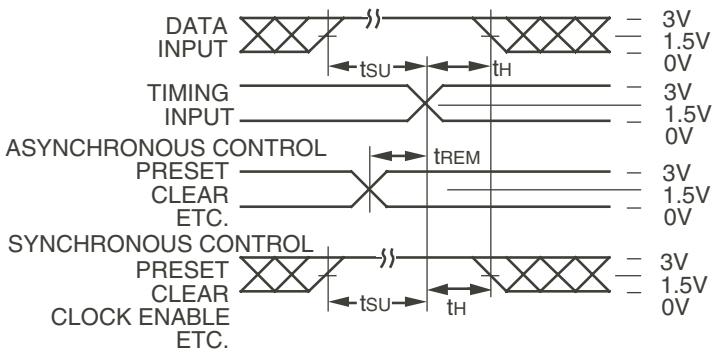 DATA
INPUT
3V
1.5V
0V
tSU
tH
TIMING
INPUT
3V
1.5V
0V
ASYNCHRONOUS CONTROL
tREM
PRESET
CLEAR
ETC.
3V
1.5V
0V
SYNCHRONOUS CONTROL
PRESET
CLEAR
CLOCK ENABLE
ETC.
3V
1.5V
0V
tSU
tH